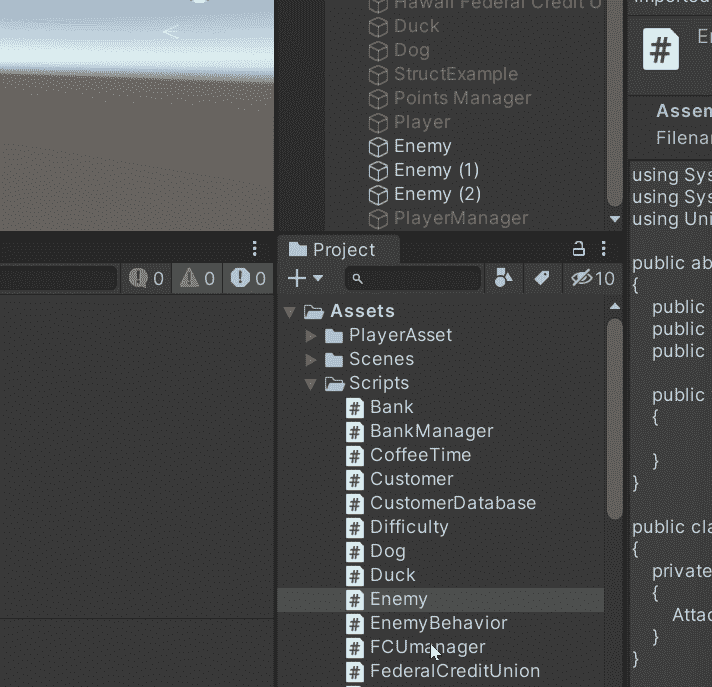 Hawaii Federal Credit U
Duck
Dog
StructExample
Points Manager
Player
Enemy
Enemy (1)
Enemy (2)
PlayerManager
0 0 0
Project
10
Assets
PlayerAsset
Scenes
Scripts
# Bank
# BankManager
# CoffeeTime
# Customer
# CustomerDatabase
# Difficulty
# Dog
# Duck
# Enemy
# EnemyBehavior
# FCUmanager
# FederalCreditUnion
# En
Assem
Filenar
using Sys
using Sys
using Uni
public ab
{
public
public
public
public
{
}
}
public cla
{
private
{
Attac
}
}